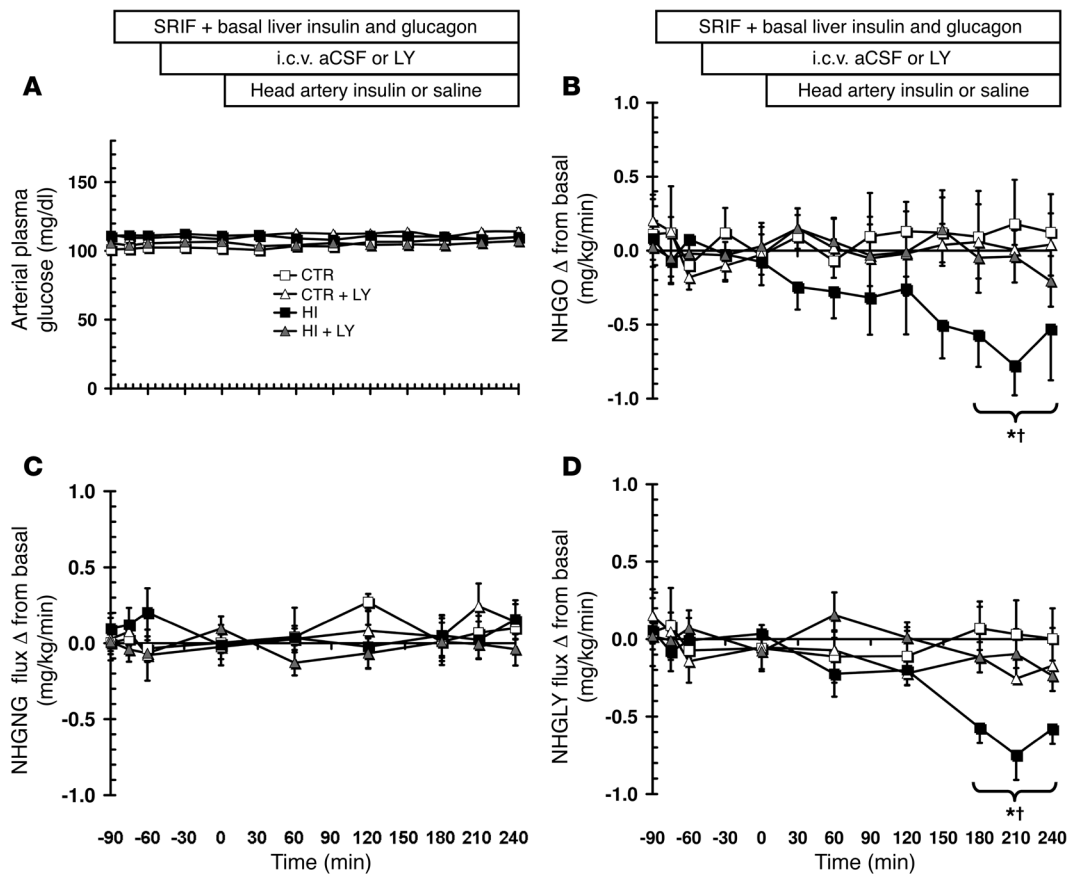 SRIF + basal liver insulin and glucagon
i.c.v. aCSF or LY
Head artery insulin or saline
A
Arterial plasma
glucose (mg/dl)
150
100
50
0
CTR
CTR + LY
HI
HI + LY
SRIF + basal liver insulin and glucagon
i.c.v. aCSF or LY
Head artery insulin or saline
B
NHGO Δ from basal
(mg/kg/min)
1.0
0.5
0.0
-0.5
-1.0
*†
C
NHGNG flux Δ from basal
(mg/kg/min)
1.0
0.5
0.0
-0.5
-1.0
-90 -60 -30 0 30 60 90 120 150 180 210 240
Time (min)
D
NHGLY flux Δ from basal
(mg/kg/min)
1.0
0.5
0.0
-0.5
-1.0
*†
-90 -60 -30 0 30 60 90 120 150 180 210 240
Time (min)